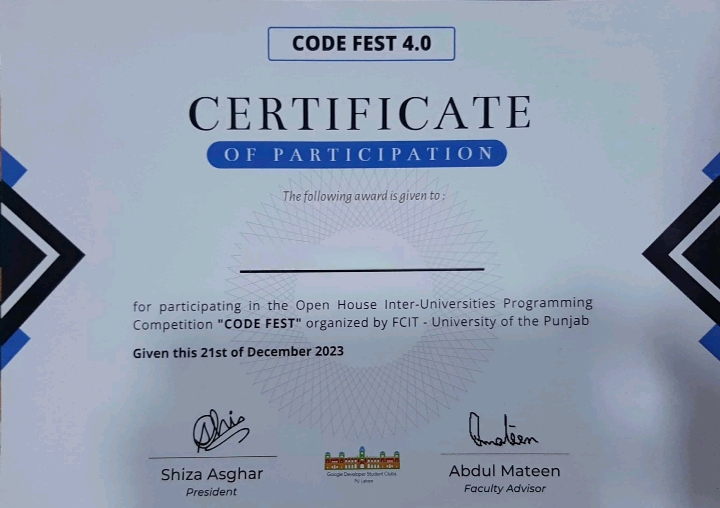 CODE FEST 4.0
CERTIFICATE
OF PARTICIPATION
The following award is given to :
for participating in the Open House Inter-Universities Programming
Competition "CODE FEST" organized by FCIT - University of the Punjab
Given this 21st of December 2023
Shiza Asghar
President
Google Developer Student Clubs
PU Lahore
Abdul Mateen
Faculty Advisor